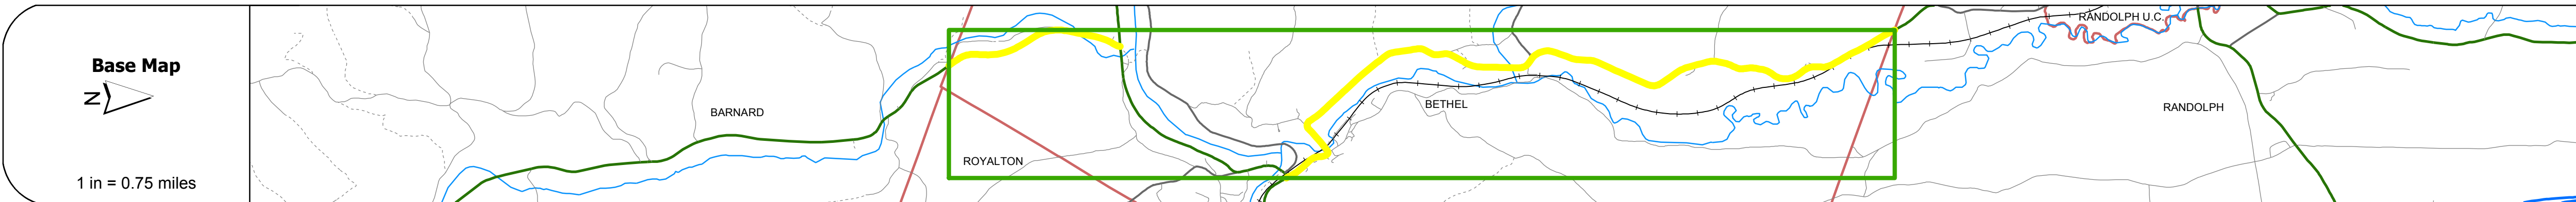 Base Map
N
1 in = 0.75 miles
BARNARD
ROYALTON
BETHEL
RANDOLPH U.C.
RANDOLPH